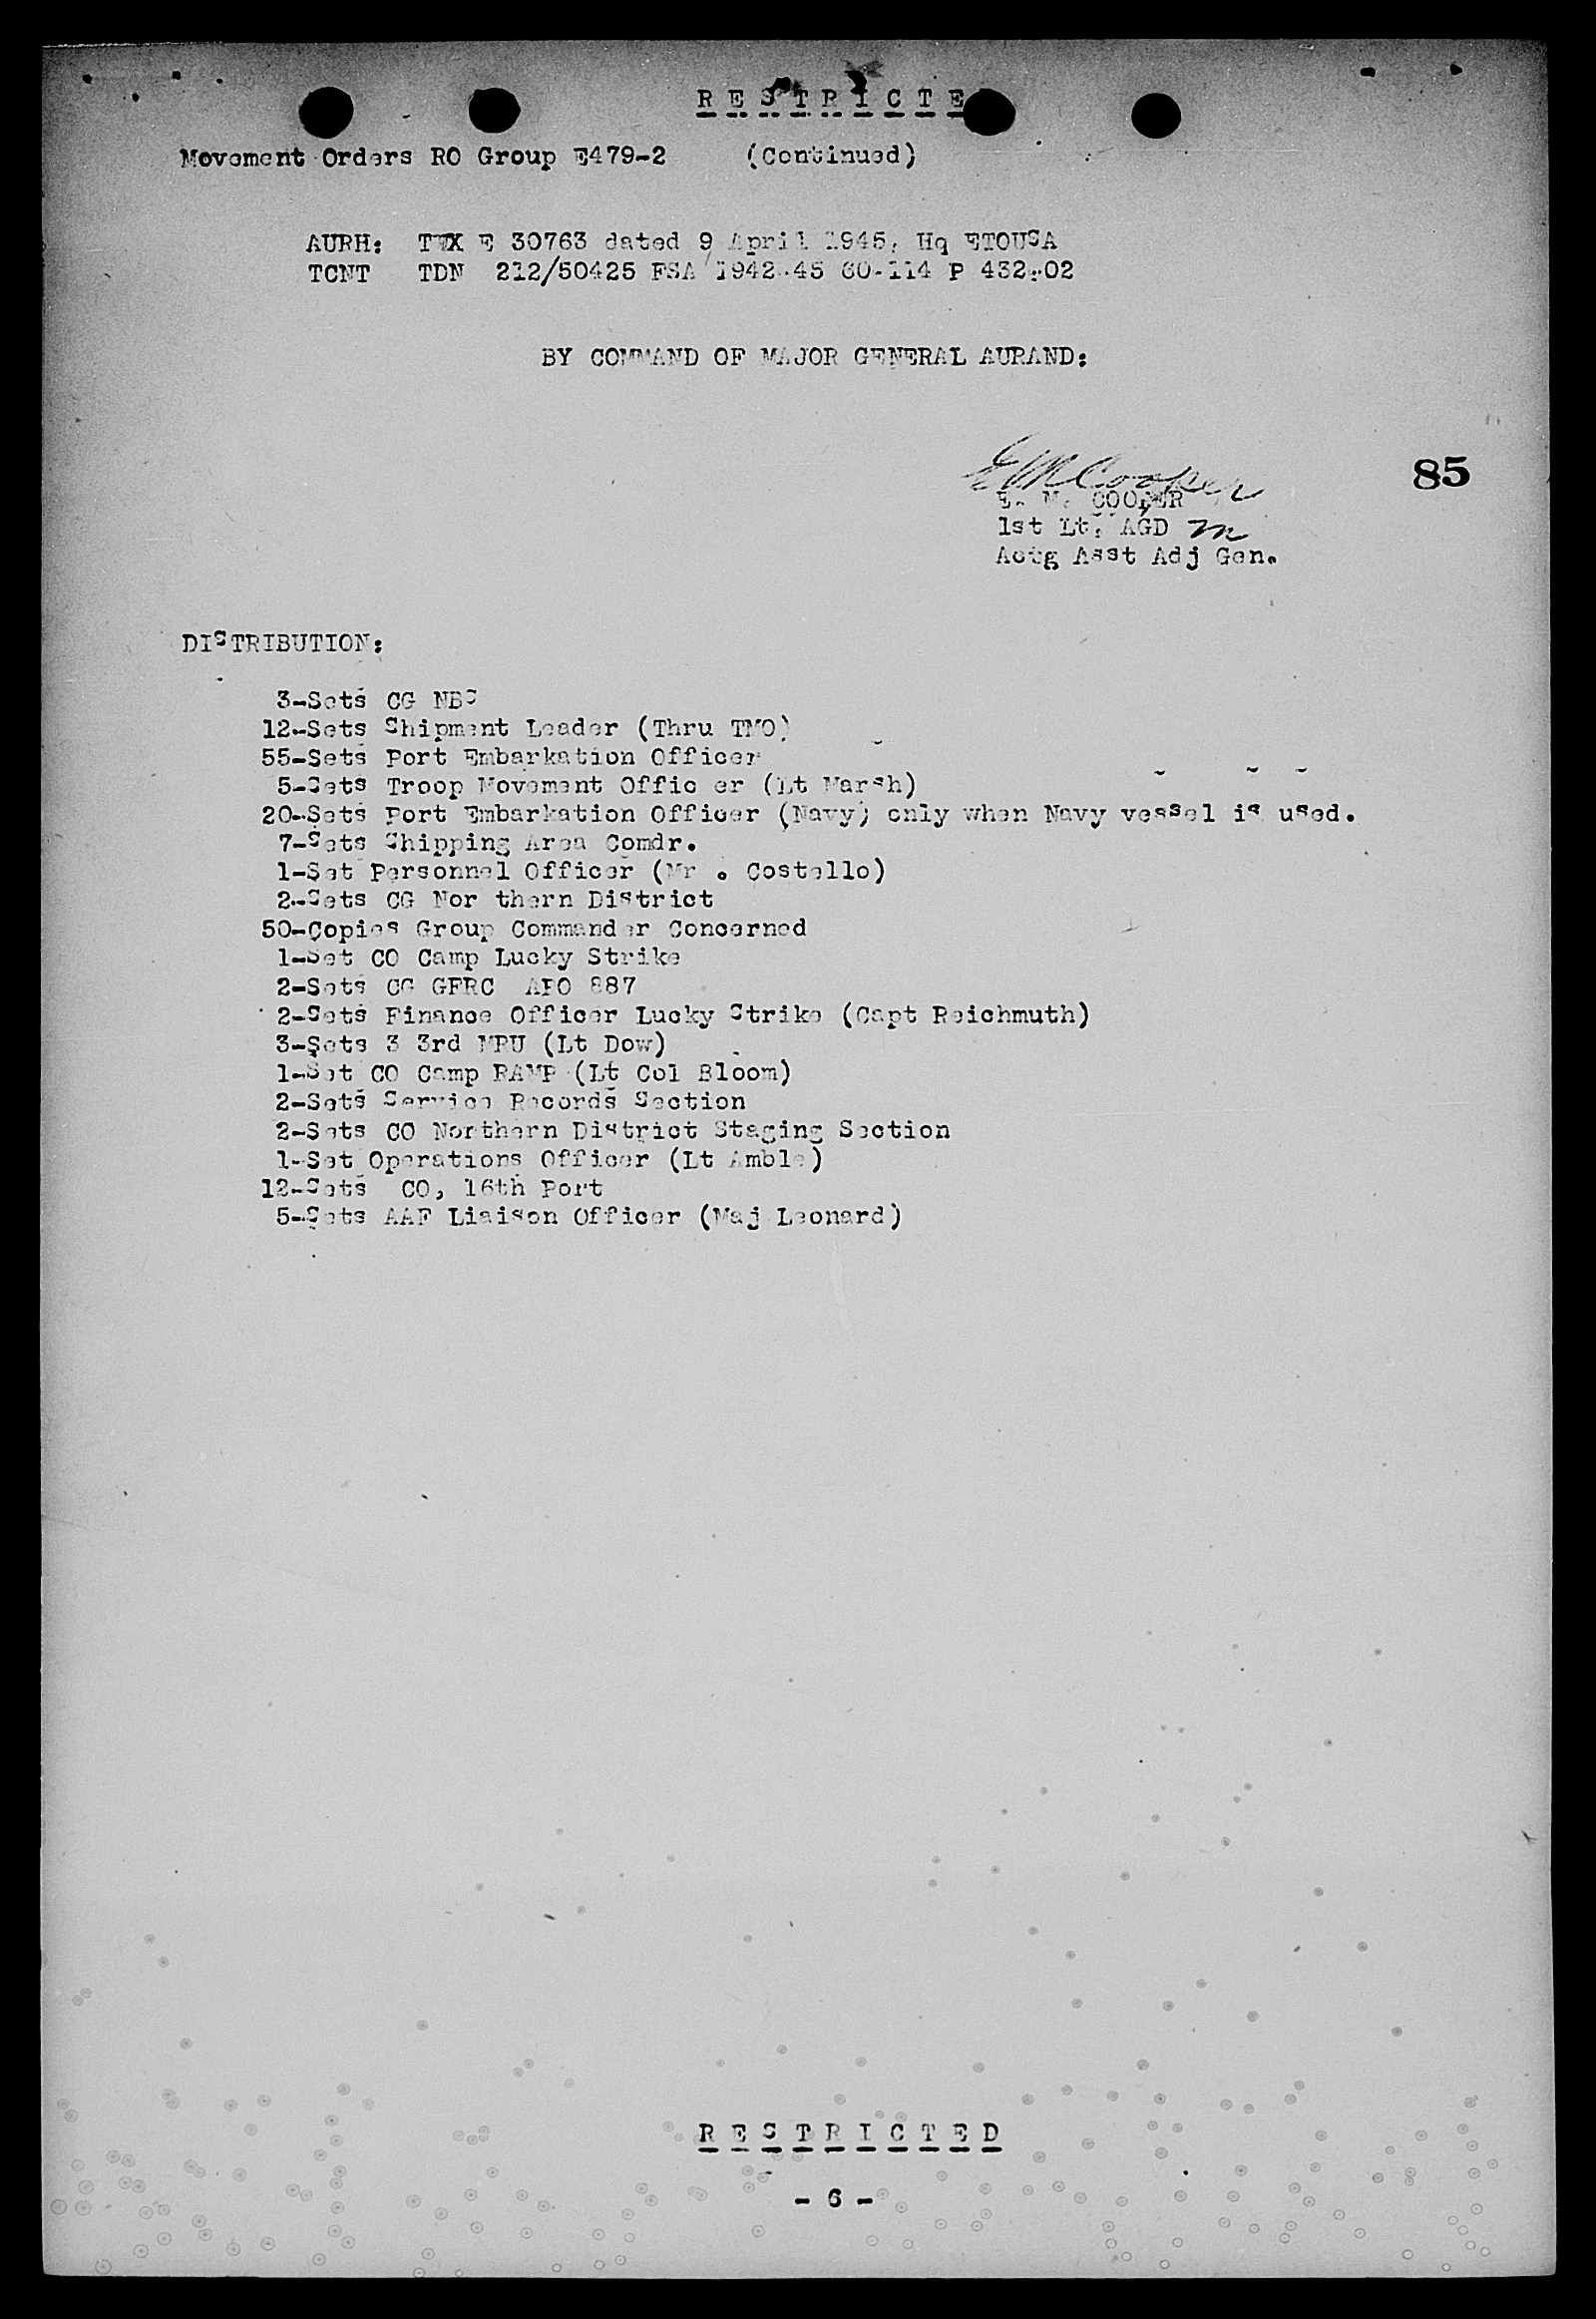 R E S T R I C T E
Movement Orders RO Group E479-2 (Continued)
AURH: TWX E 30763 dated 9 April 1945, Hq ETOUSA
TCNT TDN 212/50425 FSA 1942-45 60-114 P 432-02
BY COMMAND OF MAJOR GENERAL AURAND:
E M Cooper
85
E. M. COOPER
1st Lt, AGD m
Actg Asst Adj Gen.
DISTRIBUTION:
3-Sets CG NBS
12-Sets Shipment Leader (Thru TMO)
55-Sets Port Embarkation Officer
5-Sets Troop Movement Offic er (Lt Marsh)
20-Sets Port Embarkation Officer (Navy) only when Navy vessel is used.
7-Sets Shipping Area Comdr.
1-Set Personnel Officer (Mr . Costello)
2-Sets CG Nor thern District
50-Copies Group Commander Concerned
1-Set CO Camp Lucky Strike
2-Sets CG GFRC APO 887
2-Sets Finance Officer Lucky Strike (Capt Reichmuth)
3-Sets 3 3rd MRU (Lt Dow)
1-Set CO Camp RAMP (Lt Col Bloom)
2-Sets Service Records Section
2-Sets CO Northern District Staging Section
1-Set Operations Officer (Lt Amble)
12-Sets CO, 16th Port
5-Sets AAF Liaison Officer (Maj Leonard)
R E S T R I C T E D
- 6 -